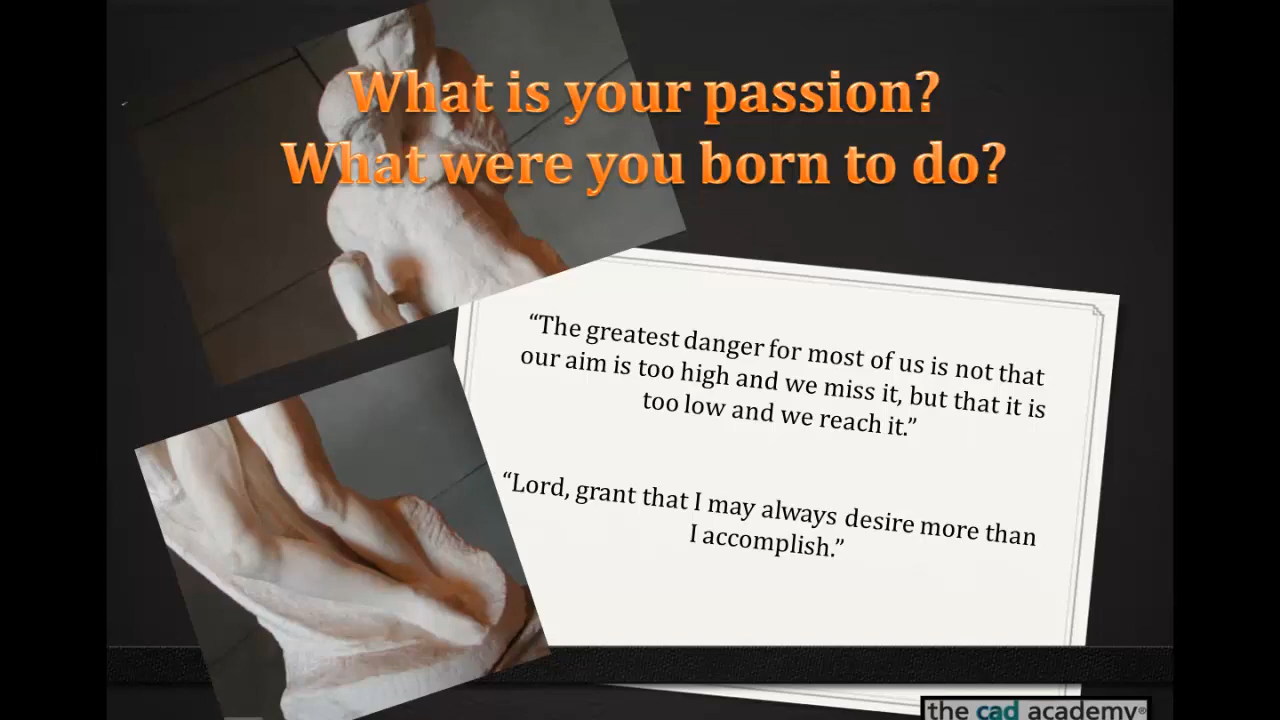 What is your passion?
What were you born to do?
“The greatest danger for most of us is not that
our aim is too high and we miss it, but that it is
too low and we reach it.”
“Lord, grant that I may always desire more than
I accomplish.”
the cad academy®